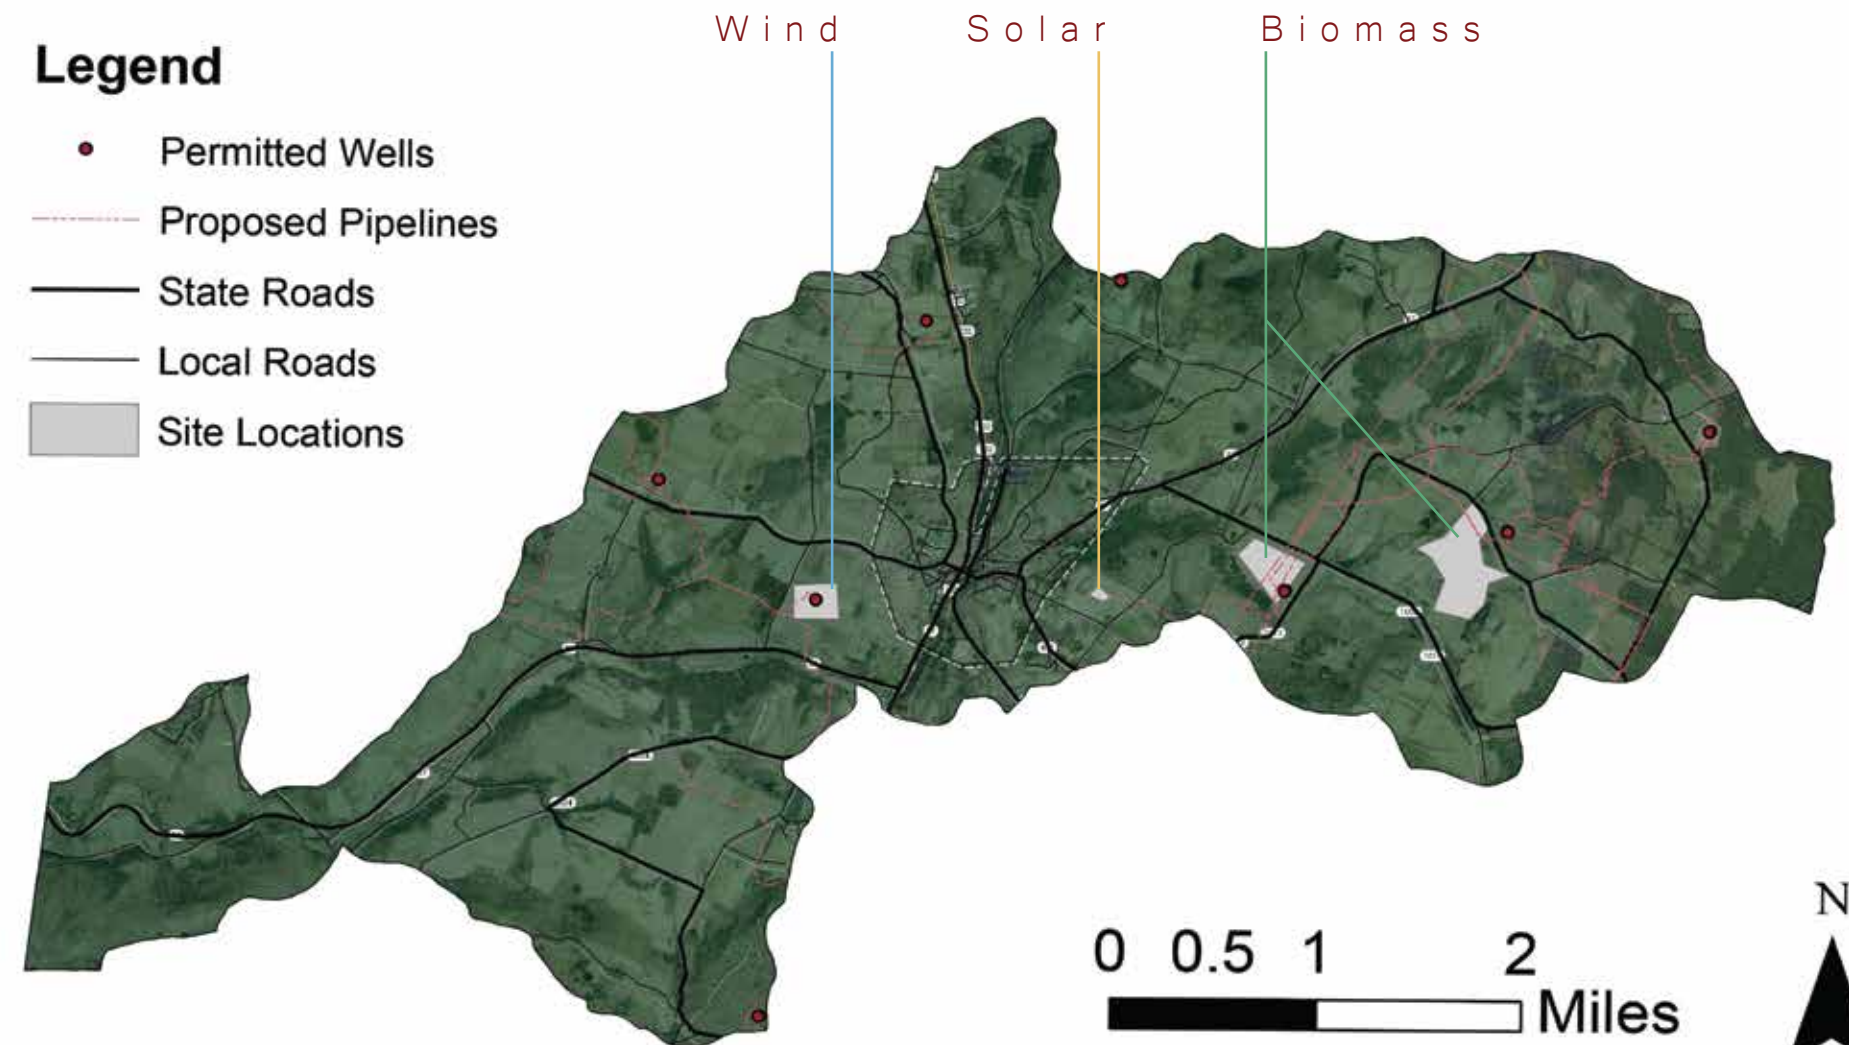 Wind Solar Biomass
Legend
Permitted Wells
Proposed Pipelines
State Roads
Local Roads
Site Locations
0 0.5 1 2
Miles
N